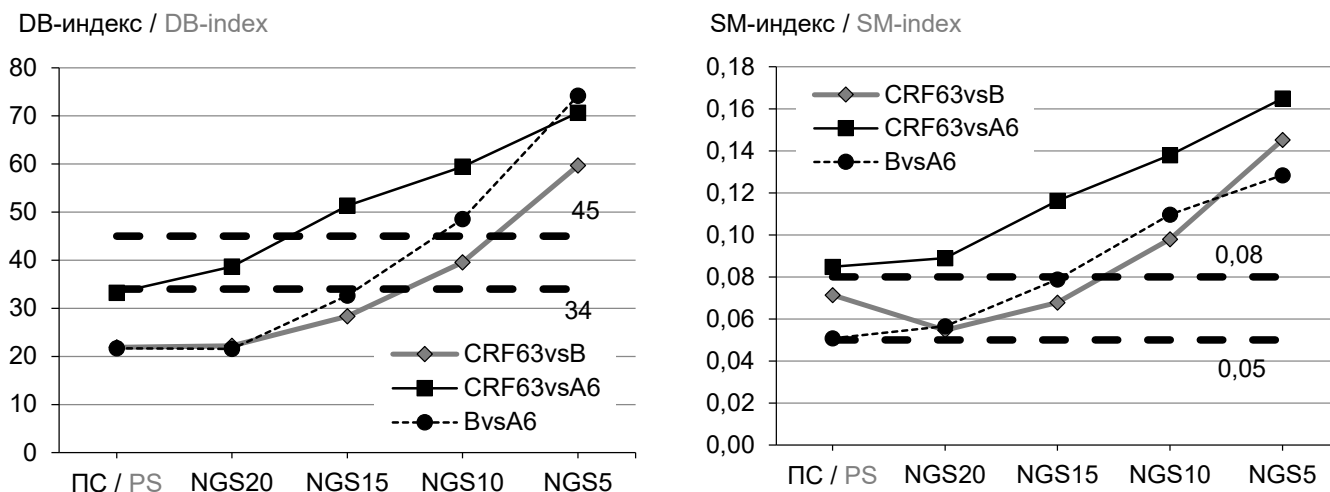 DB-индекс / DB-index
80
70
60
50
40
30
20
10
0
45
34
CRF63vsB
CRF63vsA6
BvsA6
ПС / PS NGS20 NGS15 NGS10 NGS5
SM-индекс / SM-index
0,18
0,16
0,14
0,12
0,10
0,08
0,06
0,04
0,02
0,00
CRF63vsB
CRF63vsA6
BvsA6
0,08
0,05
ПС / PS NGS20 NGS15 NGS10 NGS5